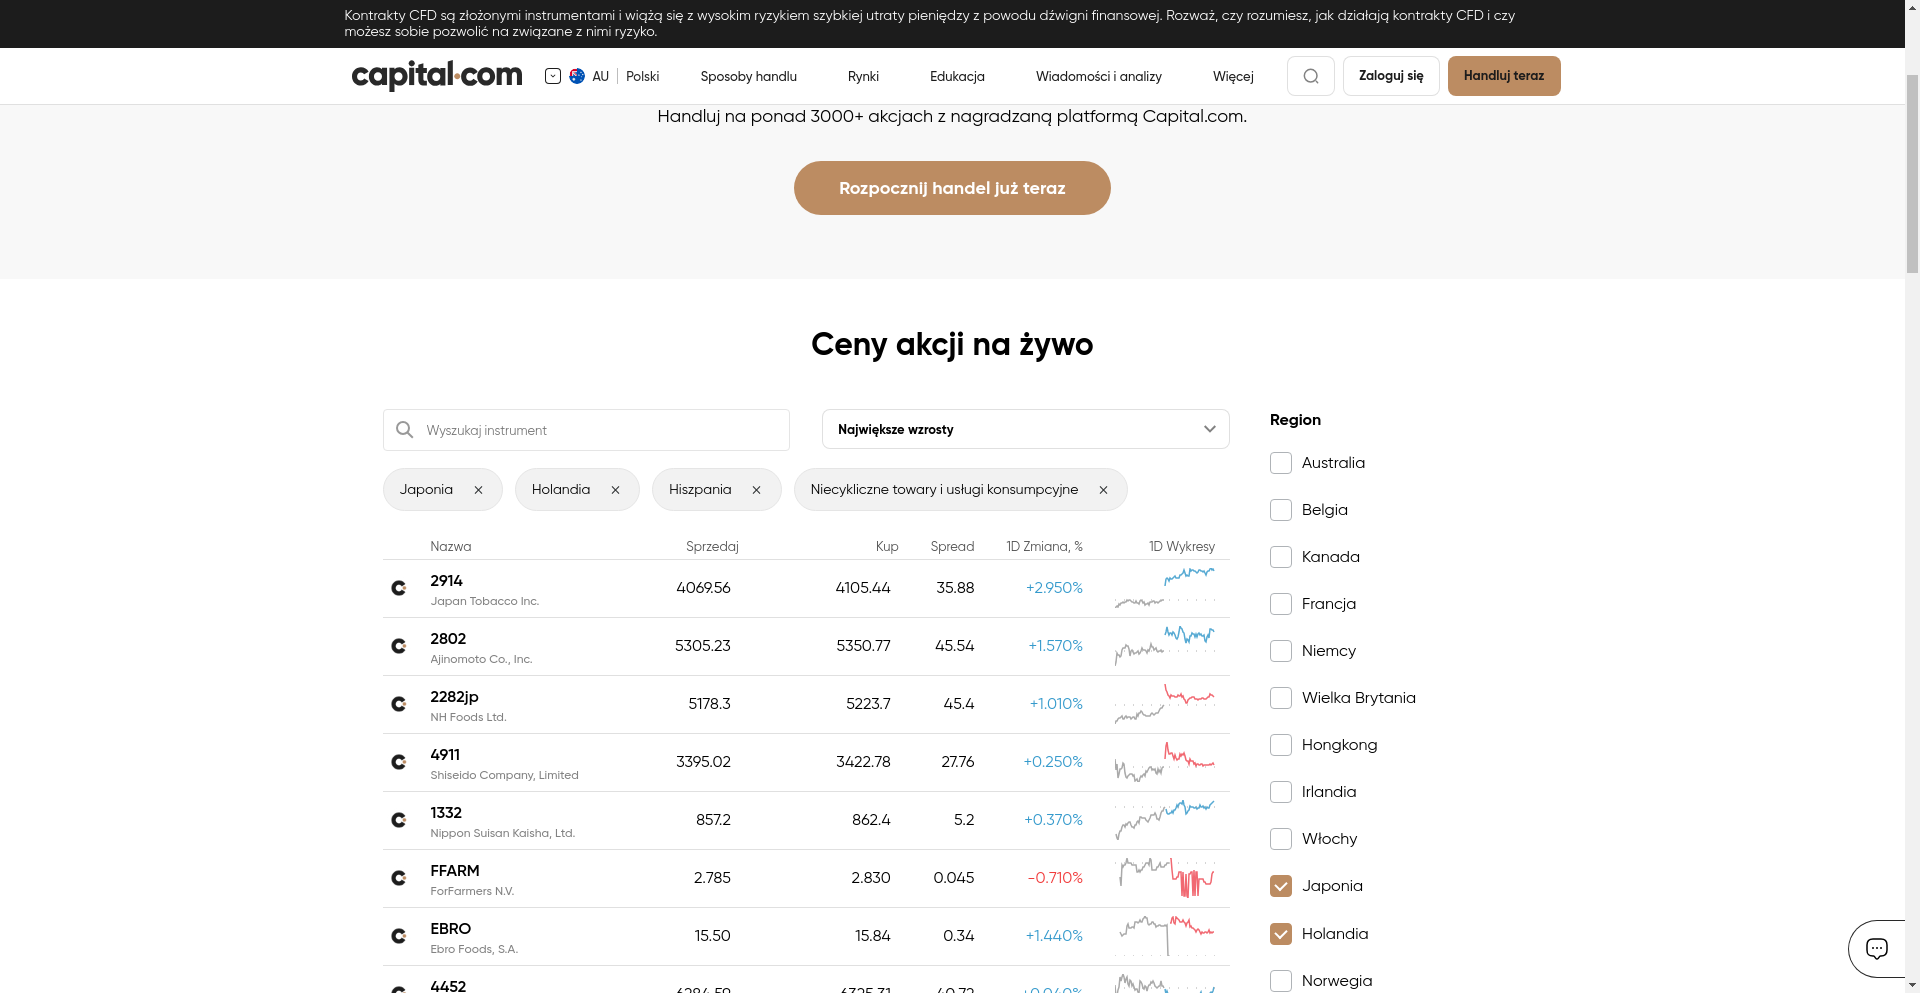 Kontrakty CFD są złożonymi instrumentami i wiążą się z wysokim ryzykiem szybkiej utraty pieniędzy z powodu dźwigni finansowej. Rozważ, czy rozumiesz, jak działają kontrakty CFD i czy
możesz sobie pozwolić na związane z nimi ryzyko.
capital.com AU Polski Sposoby handlu Rynki Edukacja Wiadomości i analizy Więcej Zaloguj się Handluj teraz
Handluj na ponad 3000+ akcjach z nagradzaną platformą Capital.com.
Rozpocznij handel już teraz
Ceny akcji na żywo
Wyszukaj instrument
Największe wzrosty
Japonia Holandia Hiszpania Niecykliczne towary i usługi konsumpcyjne
Nazwa Sprzedaj Kup Spread 1D Zmiana, % 1D Wykresy
2914 4069.56 4105.44 35.88 +2.950%
Japan Tobacco Inc.
2802 5305.23 5350.77 45.54 +1.570%
Ajinomoto Co., Inc.
2282jp 5178.3 5223.7 45.4 +1.010%
NH Foods Ltd.
4911 3395.02 3422.78 27.76 +0.250%
Shiseido Company, Limited
1332 857.2 862.4 5.2 +0.370%
Nippon Suisan Kaisha, Ltd.
FFARM 2.785 2.830 0.045 -0.710%
ForFarmers N.V.
EBRO 15.50 15.84 0.34 +1.440%
Ebro Foods, S.A.
4452 6284.59 6325.31 40.72 +0.040%
Region
Australia
Belgia
Kanada
Francja
Niemcy
Wielka Brytania
Hongkong
Irlandia
Włochy
Japonia
Holandia
Norwegia